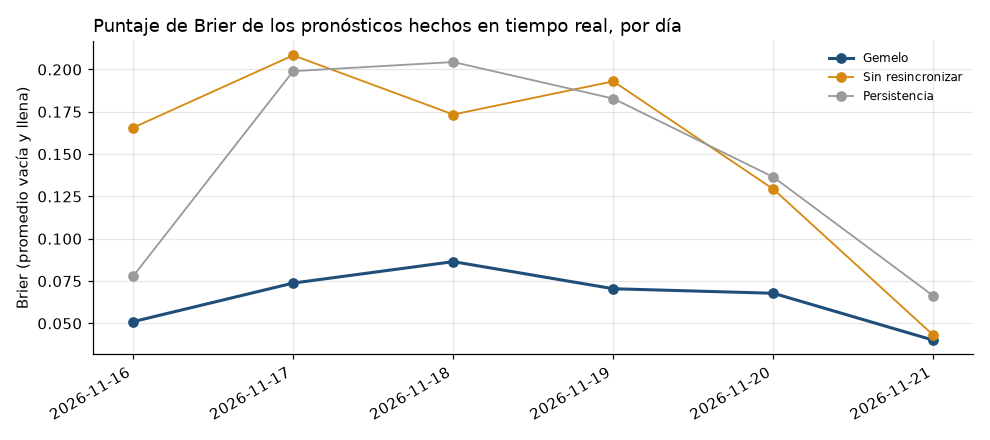 Puntaje de Brier de los pronósticos hechos en tiempo real, por día
Brier (promedio vacía y llena)
0.200
0.175
0.150
0.125
0.100
0.075
0.050
Gemelo
Sin resincronizar
Persistencia
2026-11-16
2026-11-17
2026-11-18
2026-11-19
2026-11-20
2026-11-21